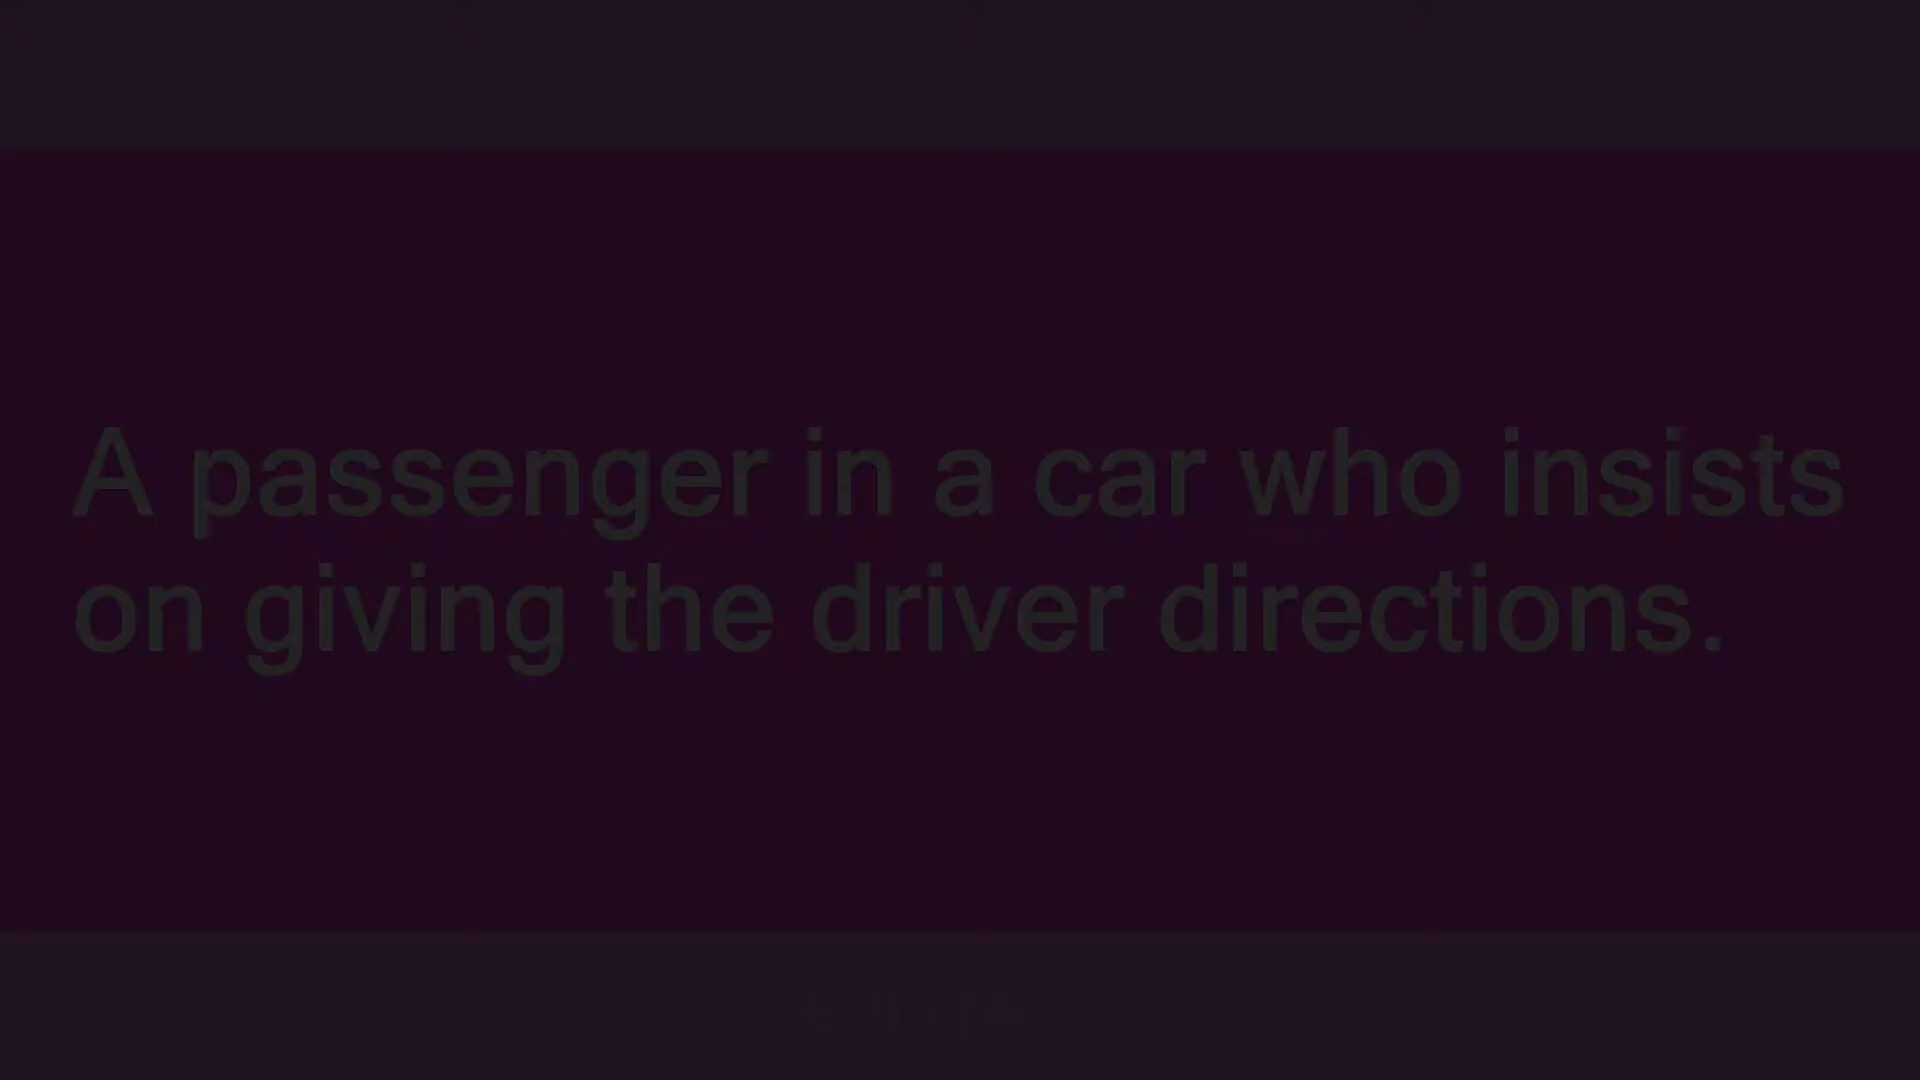 A passenger in a car who insists
on giving the driver directions.